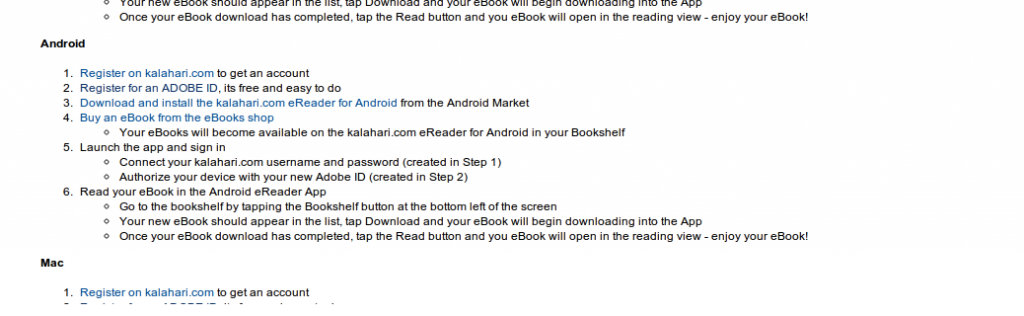 Your new eBook should appear in the list, tap Download and your eBook will begin downloading into the App
Once your eBook download has completed, tap the Read button and you eBook will open in the reading view - enjoy your eBook!
Android
1. Register on kalahari.com to get an account
2. Register for an ADOBE ID, its free and easy to do
3. Download and install the kalahari.com eReader for Android from the Android Market
4. Buy an eBook from the eBooks shop
Your eBooks will become available on the kalahari.com eReader for Android in your Bookshelf
5. Launch the app and sign in
Connect your kalahari.com username and password (created in Step 1)
Authorize your device with your new Adobe ID (created in Step 2)
6. Read your eBook in the Android eReader App
Go to the bookshelf by tapping the Bookshelf button at the bottom left of the screen
Your new eBook should appear in the list, tap Download and your eBook will begin downloading into the App
Once your eBook download has completed, tap the Read button and you eBook will open in the reading view - enjoy your eBook!
Mac
1. Register on kalahari.com to get an account